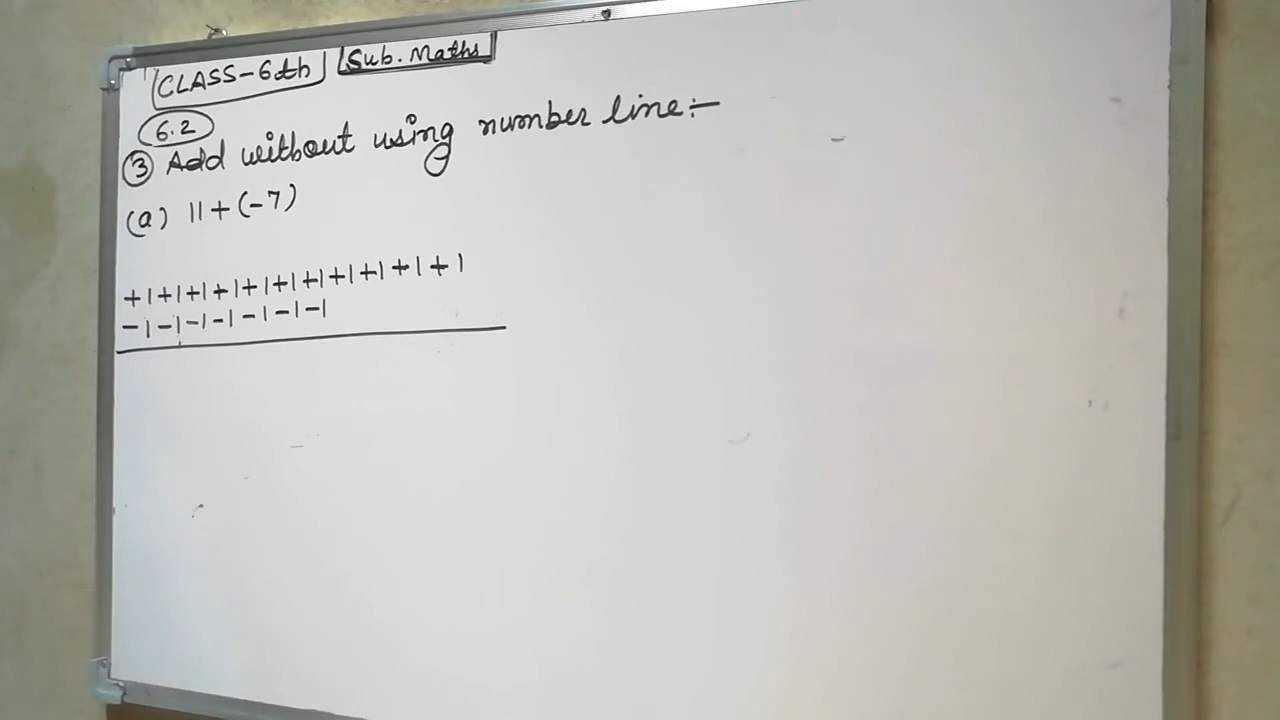 CLASS-6th Sub. Maths
6.2
3 Add without using number line:-
(a) 11+(-7)
+1+1+1+1+1+1+1+1+1+1+1
-1-1-1-1-1-1-1